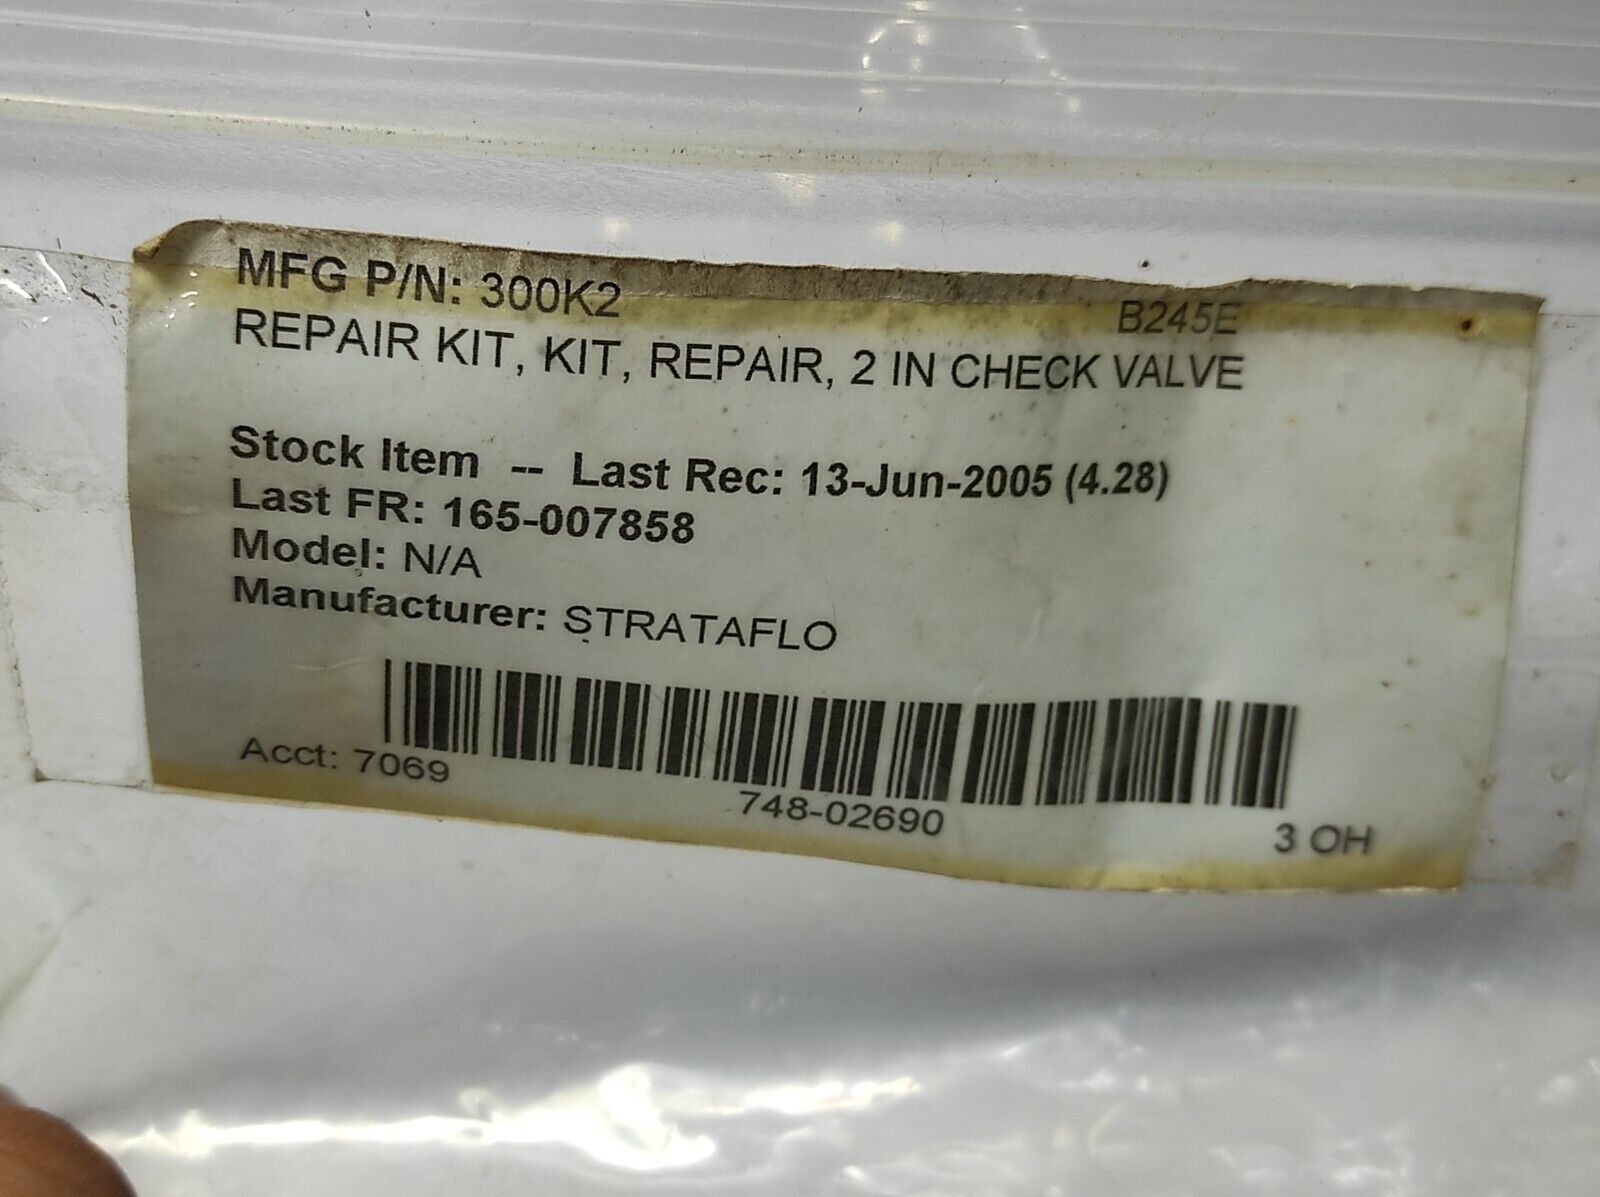 MFG P/N: 300K2 B245E
REPAIR KIT, KIT, REPAIR, 2 IN CHECK VALVE
Stock Item -- Last Rec: 13-Jun-2005 (4.28)
Last FR: 165-007858
Model: N/A
Manufacturer: STRATAFLO
Acct: 7069
748-02690
3 OH